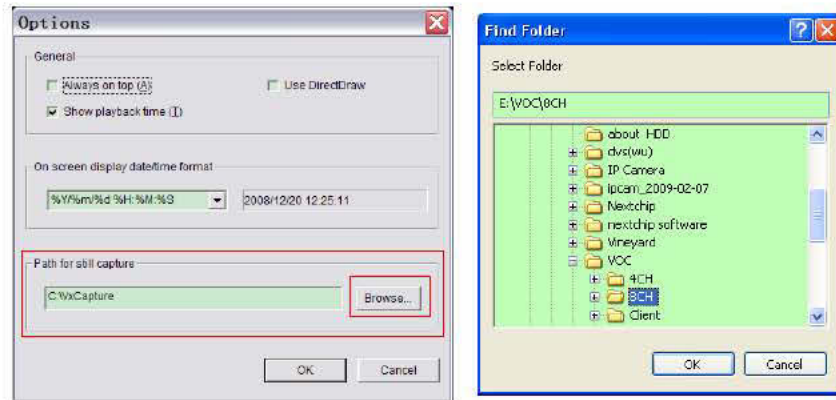 Options
General
Always on top (A)
Use DirectDraw
Show playback time (T)
On screen display date/time format
%Y/%m/%d %H:%M:%S
2008/12/20 12:25:11
Path for still capture
C:\VxCapture
Browse...
OK
Cancel
Find Folder
Select Folder
E:\VOC\8CH
about HDD
dvs(wu)
IP Camera
ipcam_2009-02-07
Nextchip
nextchip software
Vineyard
VOC
4CH
8CH
Client
OK
Cancel